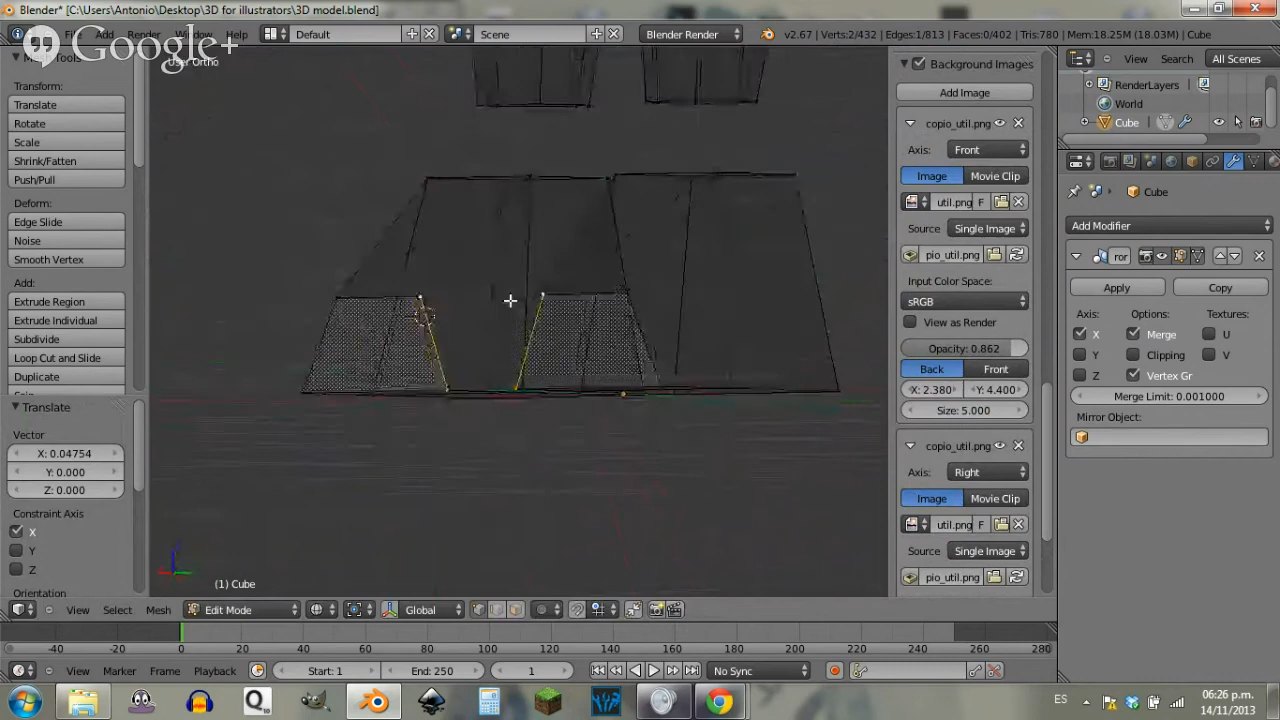 Blender* [C:\Users\Antonio\Desktop\3D for illustrators\3D model.blend]
Google+
Add
Render
Default
Scene
Blender Render
v2.67 | Verts:2/432 | Edges:1/813 | Faces:0/402 | Tris:780 | Mem:18.25M (18.03M) | Cube
View
Search
All Scenes
Tools
User Ortho
Transform:
Translate
Rotate
Scale
Shrink/Fatten
Push/Pull
Deform:
Edge Slide
Noise
Smooth Vertex
Add:
Extrude Region
Extrude Individual
Subdivide
Loop Cut and Slide
Duplicate
Translate
Vector
X: 0.04754
Y: 0.000
Z: 0.000
Constraint Axis
X
Y
Z
Orientation
(1) Cube
Background Images
Add Image
copio_util.png
Axis:
Front
Image
Movie Clip
util.png
F
Source
Single Image
pio_util.png
Input Color Space:
sRGB
View as Render
Opacity: 0.862
Back
Front
X: 2.380
Y: 4.400
Size: 5.000
copio_util.png
Axis:
Right
Image
Movie Clip
util.png
F
Source
Single Image
pio_util.png
RenderLayers
World
Cube
Cube
Add Modifier
ror
Apply
Copy
Axis:
Options:
Textures:
X
Merge
U
Y
Clipping
V
Z
Vertex Gr
Merge Limit: 0.001000
Mirror Object:
View
Select
Mesh
Edit Mode
Global
-40
-20
0
20
40
60
80
100
120
140
160
180
200
220
240
260
280
View
Marker
Frame
Playback
Start: 1
End: 250
1
No Sync
Q
ES
06:26 p.m.
14/11/2013